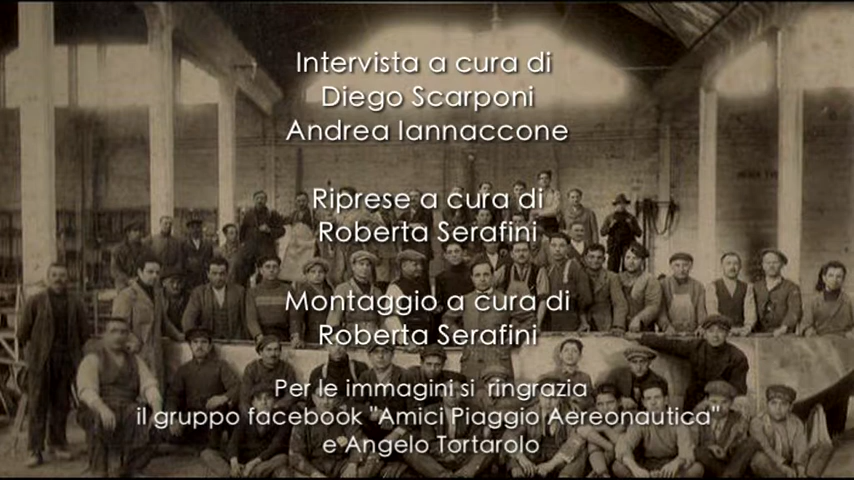 Intervista a cura di
Diego Scarponi
Andrea Iannaccone
Riprese a cura di
Roberta Serafini
Montaggio a cura di
Roberta Serafini
Per le immagini si ringrazia
il gruppo facebook "Amici Piaggio Aereonautica"
e Angelo Tortarolo